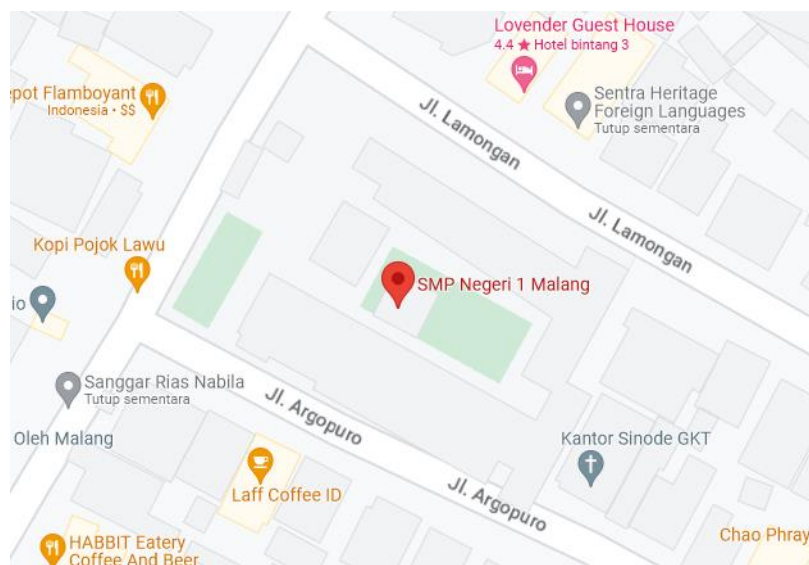 Lovender Guest House
4.4 ★ Hotel bintang 3
epot Flamboyant
Indonesia • $$
Sentra Heritage
Foreign Languages
Tutup sementara
Jl. Lamongan
Jl. Lamongan
Kopi Pojok Lawu
SMP Negeri 1 Malang
io
Sanggar Rias Nabila
Tutup sementara
Jl. Argopuro
Oleh Malang
Kantor Sinode GKT
Laff Coffee ID
Jl. Argopuro
HABBIT Eatery
Coffee And Beer
Chao Phray